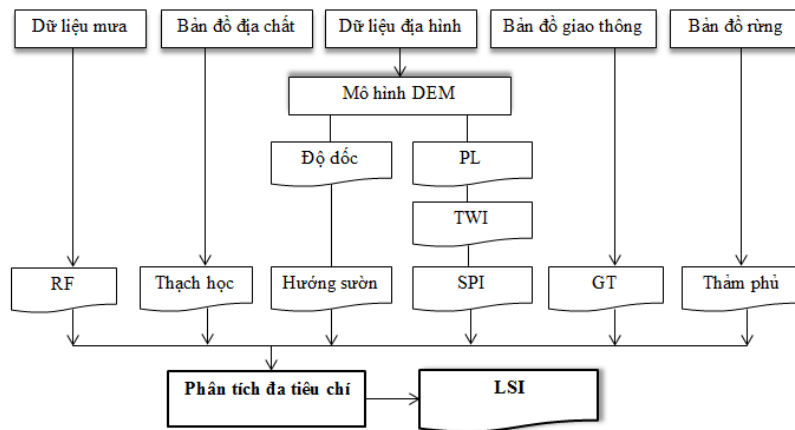 Dữ liệu mưa
Bản đồ địa chất
Dữ liệu địa hình
Bản đồ giao thông
Bản đồ rừng
Mô hình DEM
Độ dốc
PL
TWI
RF
Thạch học
Hướng sườn
SPI
GT
Thảm phủ
Phân tích đa tiêu chí
LSI